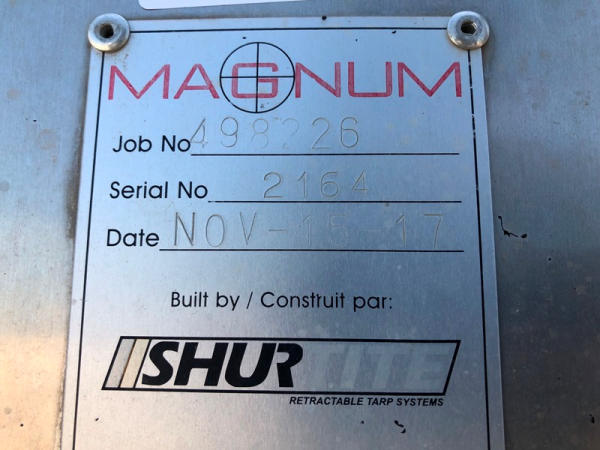 MAGNUM
Job No 498226
Serial No 2164
Date NOV-15-17
Built by / Construit par:
SHURTITE
RETRACTABLE TARP SYSTEMS